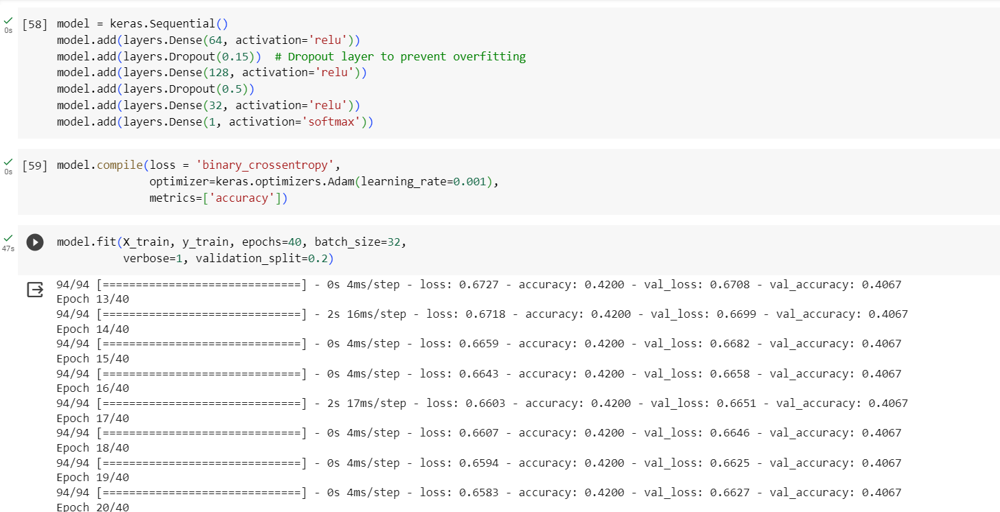 [58] model = keras.Sequential()
0s
model.add(layers.Dense(64, activation='relu'))
model.add(layers.Dropout(0.15))  # Dropout layer to prevent overfitting
model.add(layers.Dense(128, activation='relu'))
model.add(layers.Dropout(0.5))
model.add(layers.Dense(32, activation='relu'))
model.add(layers.Dense(1, activation='softmax'))
[59] model.compile(loss = 'binary_crossentropy',
0s
optimizer=keras.optimizers.Adam(learning_rate=0.001),
metrics=['accuracy'])
model.fit(X_train, y_train, epochs=40, batch_size=32,
47s
verbose=1, validation_split=0.2)
94/94 [==============================] - 0s 4ms/step - loss: 0.6727 - accuracy: 0.4200 - val_loss: 0.6708 - val_accuracy: 0.4067
Epoch 13/40
94/94 [==============================] - 2s 16ms/step - loss: 0.6718 - accuracy: 0.4200 - val_loss: 0.6699 - val_accuracy: 0.4067
Epoch 14/40
94/94 [==============================] - 0s 4ms/step - loss: 0.6659 - accuracy: 0.4200 - val_loss: 0.6682 - val_accuracy: 0.4067
Epoch 15/40
94/94 [==============================] - 0s 4ms/step - loss: 0.6643 - accuracy: 0.4200 - val_loss: 0.6658 - val_accuracy: 0.4067
Epoch 16/40
94/94 [==============================] - 2s 17ms/step - loss: 0.6603 - accuracy: 0.4200 - val_loss: 0.6651 - val_accuracy: 0.4067
Epoch 17/40
94/94 [==============================] - 0s 4ms/step - loss: 0.6607 - accuracy: 0.4200 - val_loss: 0.6646 - val_accuracy: 0.4067
Epoch 18/40
94/94 [==============================] - 0s 4ms/step - loss: 0.6594 - accuracy: 0.4200 - val_loss: 0.6625 - val_accuracy: 0.4067
Epoch 19/40
94/94 [==============================] - 0s 4ms/step - loss: 0.6583 - accuracy: 0.4200 - val_loss: 0.6627 - val_accuracy: 0.4067
Epoch 20/40